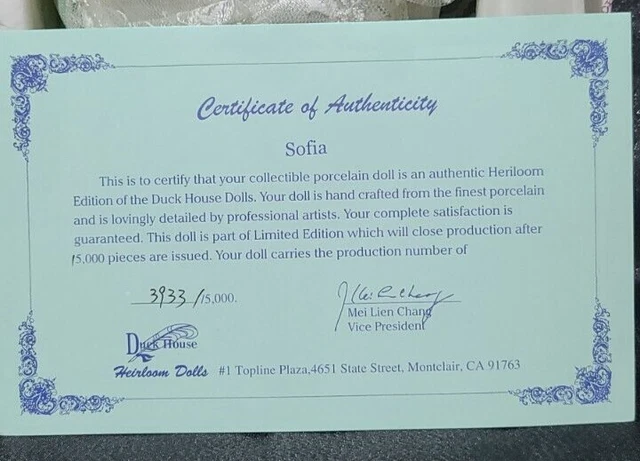 Certificate of Authenticity
Sofia
This is to certify that your collectible porcelain doll is an authentic Heriloom
Edition of the Duck House Dolls. Your doll is hand crafted from the finest porcelain
and is lovingly detailed by professional artists. Your complete satisfaction is
guaranteed. This doll is part of Limited Edition which will close production after
15,000 pieces are issued. Your doll carries the production number of
3933 /15,000.
Mei Lien Chang
Vice President
Duck House
Heirloom Dolls #1 Topline Plaza,4651 State Street, Montclair, CA 91763